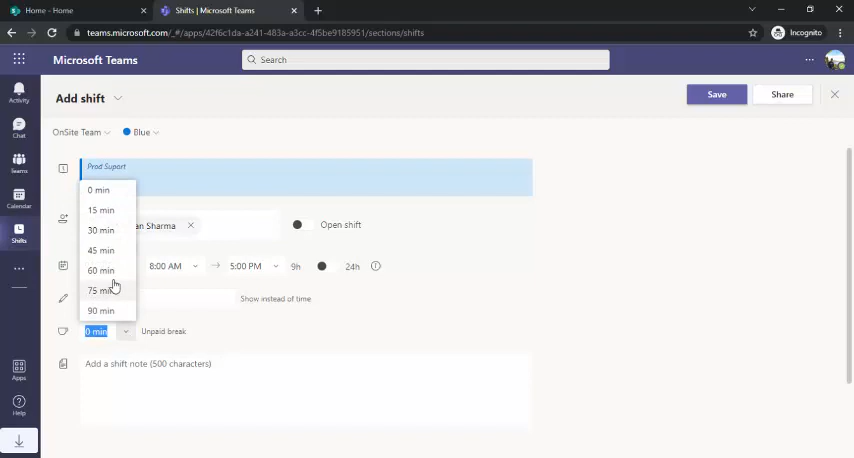 Home - Home
Shifts | Microsoft Teams
teams.microsoft.com/_#/apps/42f6c1da-a241-483a-a3cc-4f5be9185951/sections/shifts
Incognito
Microsoft Teams
Search
Activity
Chat
Teams
Calendar
Shifts
Apps
Help
Add shift
Save
Share
OnSite Team
Blue
Prod Suport
0 min
15 min
30 min
45 min
60 min
75 min
90 min
an Sharma
Open shift
8:00 AM
5:00 PM
9h
24h
Show instead of time
0 min
Unpaid break
Add a shift note (500 characters)